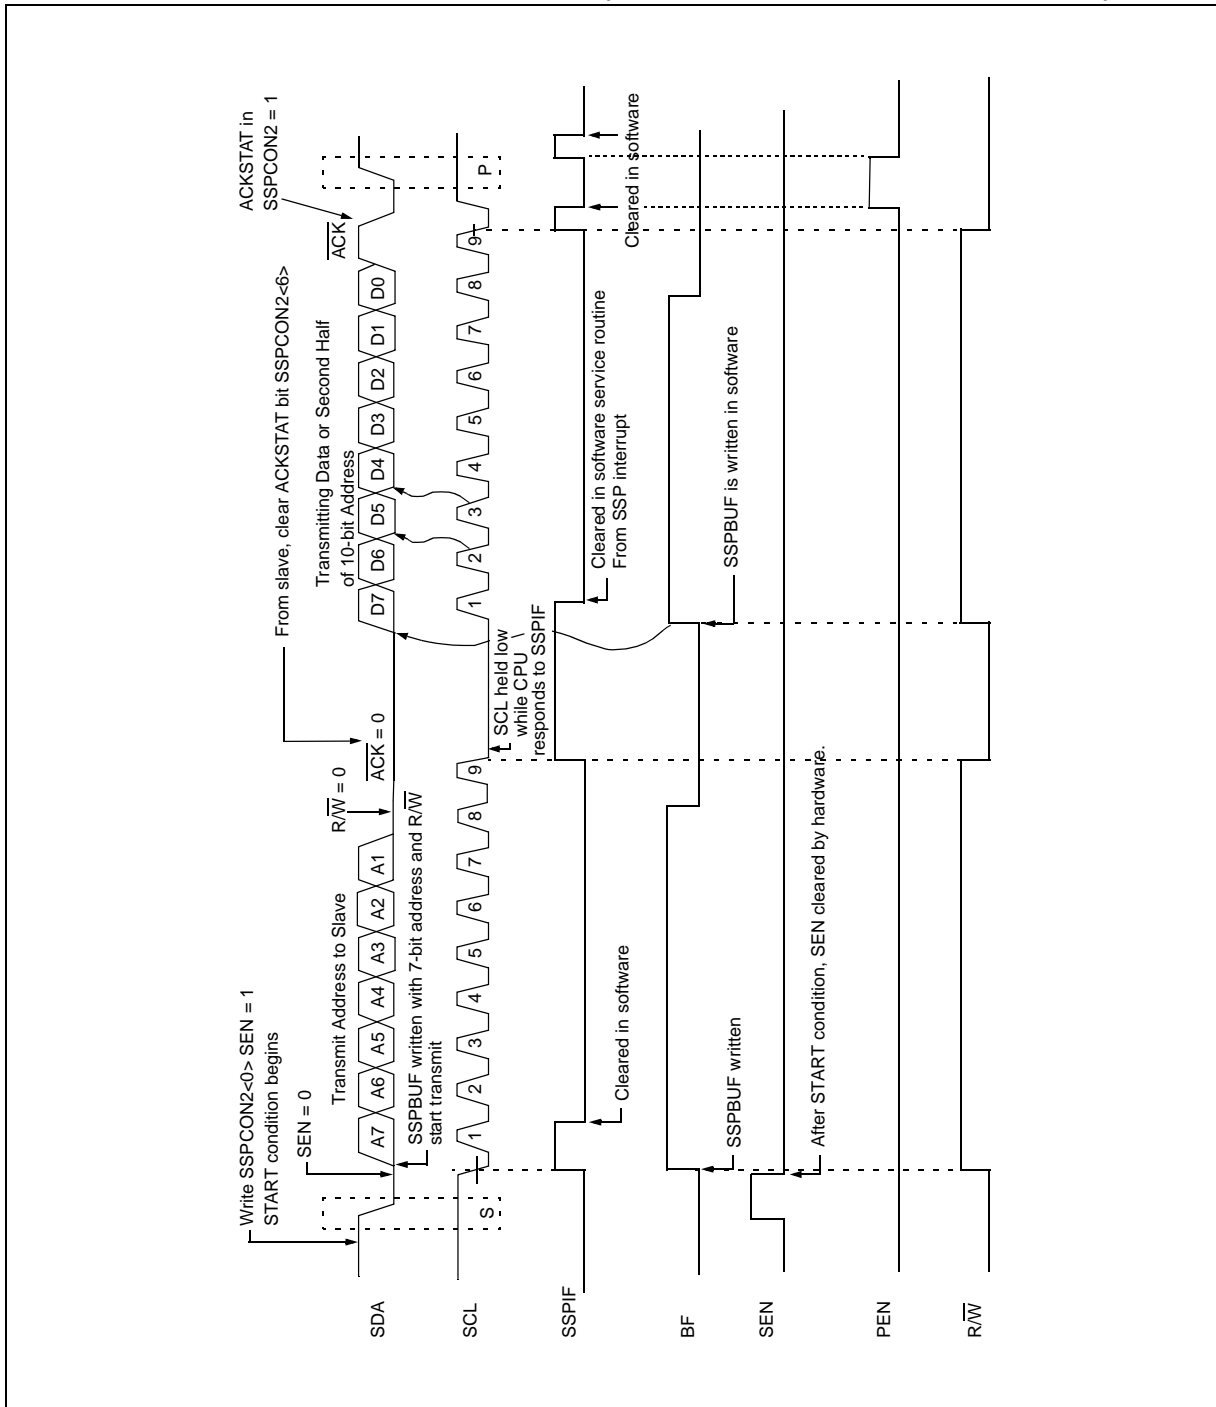 Write SSPCON2<0> SEN = 1
START condition begins
SEN = 0
Transmit Address to Slave
R/W = 0
From slave, clear ACKSTAT bit SSPCON2<6>
ACK = 0
Transmitting Data or Second Half
of 10-bit Address
ACKSTAT in
SSPCON2 = 1
ACK
SDA
A7 A6 A5 A4 A3 A2 A1
D7 D6 D5 D4 D3 D2 D1 D0
SSPBUF written with 7-bit address and R/W
start transmit
SCL
S
1 2 3 4 5 6 7 8 9
1 2 3 4 5 6 7 8 9
P
SCL held low
while CPU
responds to SSPIF
SSPIF
Cleared in software
Cleared in software service routine
From SSP interrupt
Cleared in software
BF
SSPBUF written
SSPBUF is written in software
SEN
After START condition, SEN cleared by hardware.
PEN
R/W